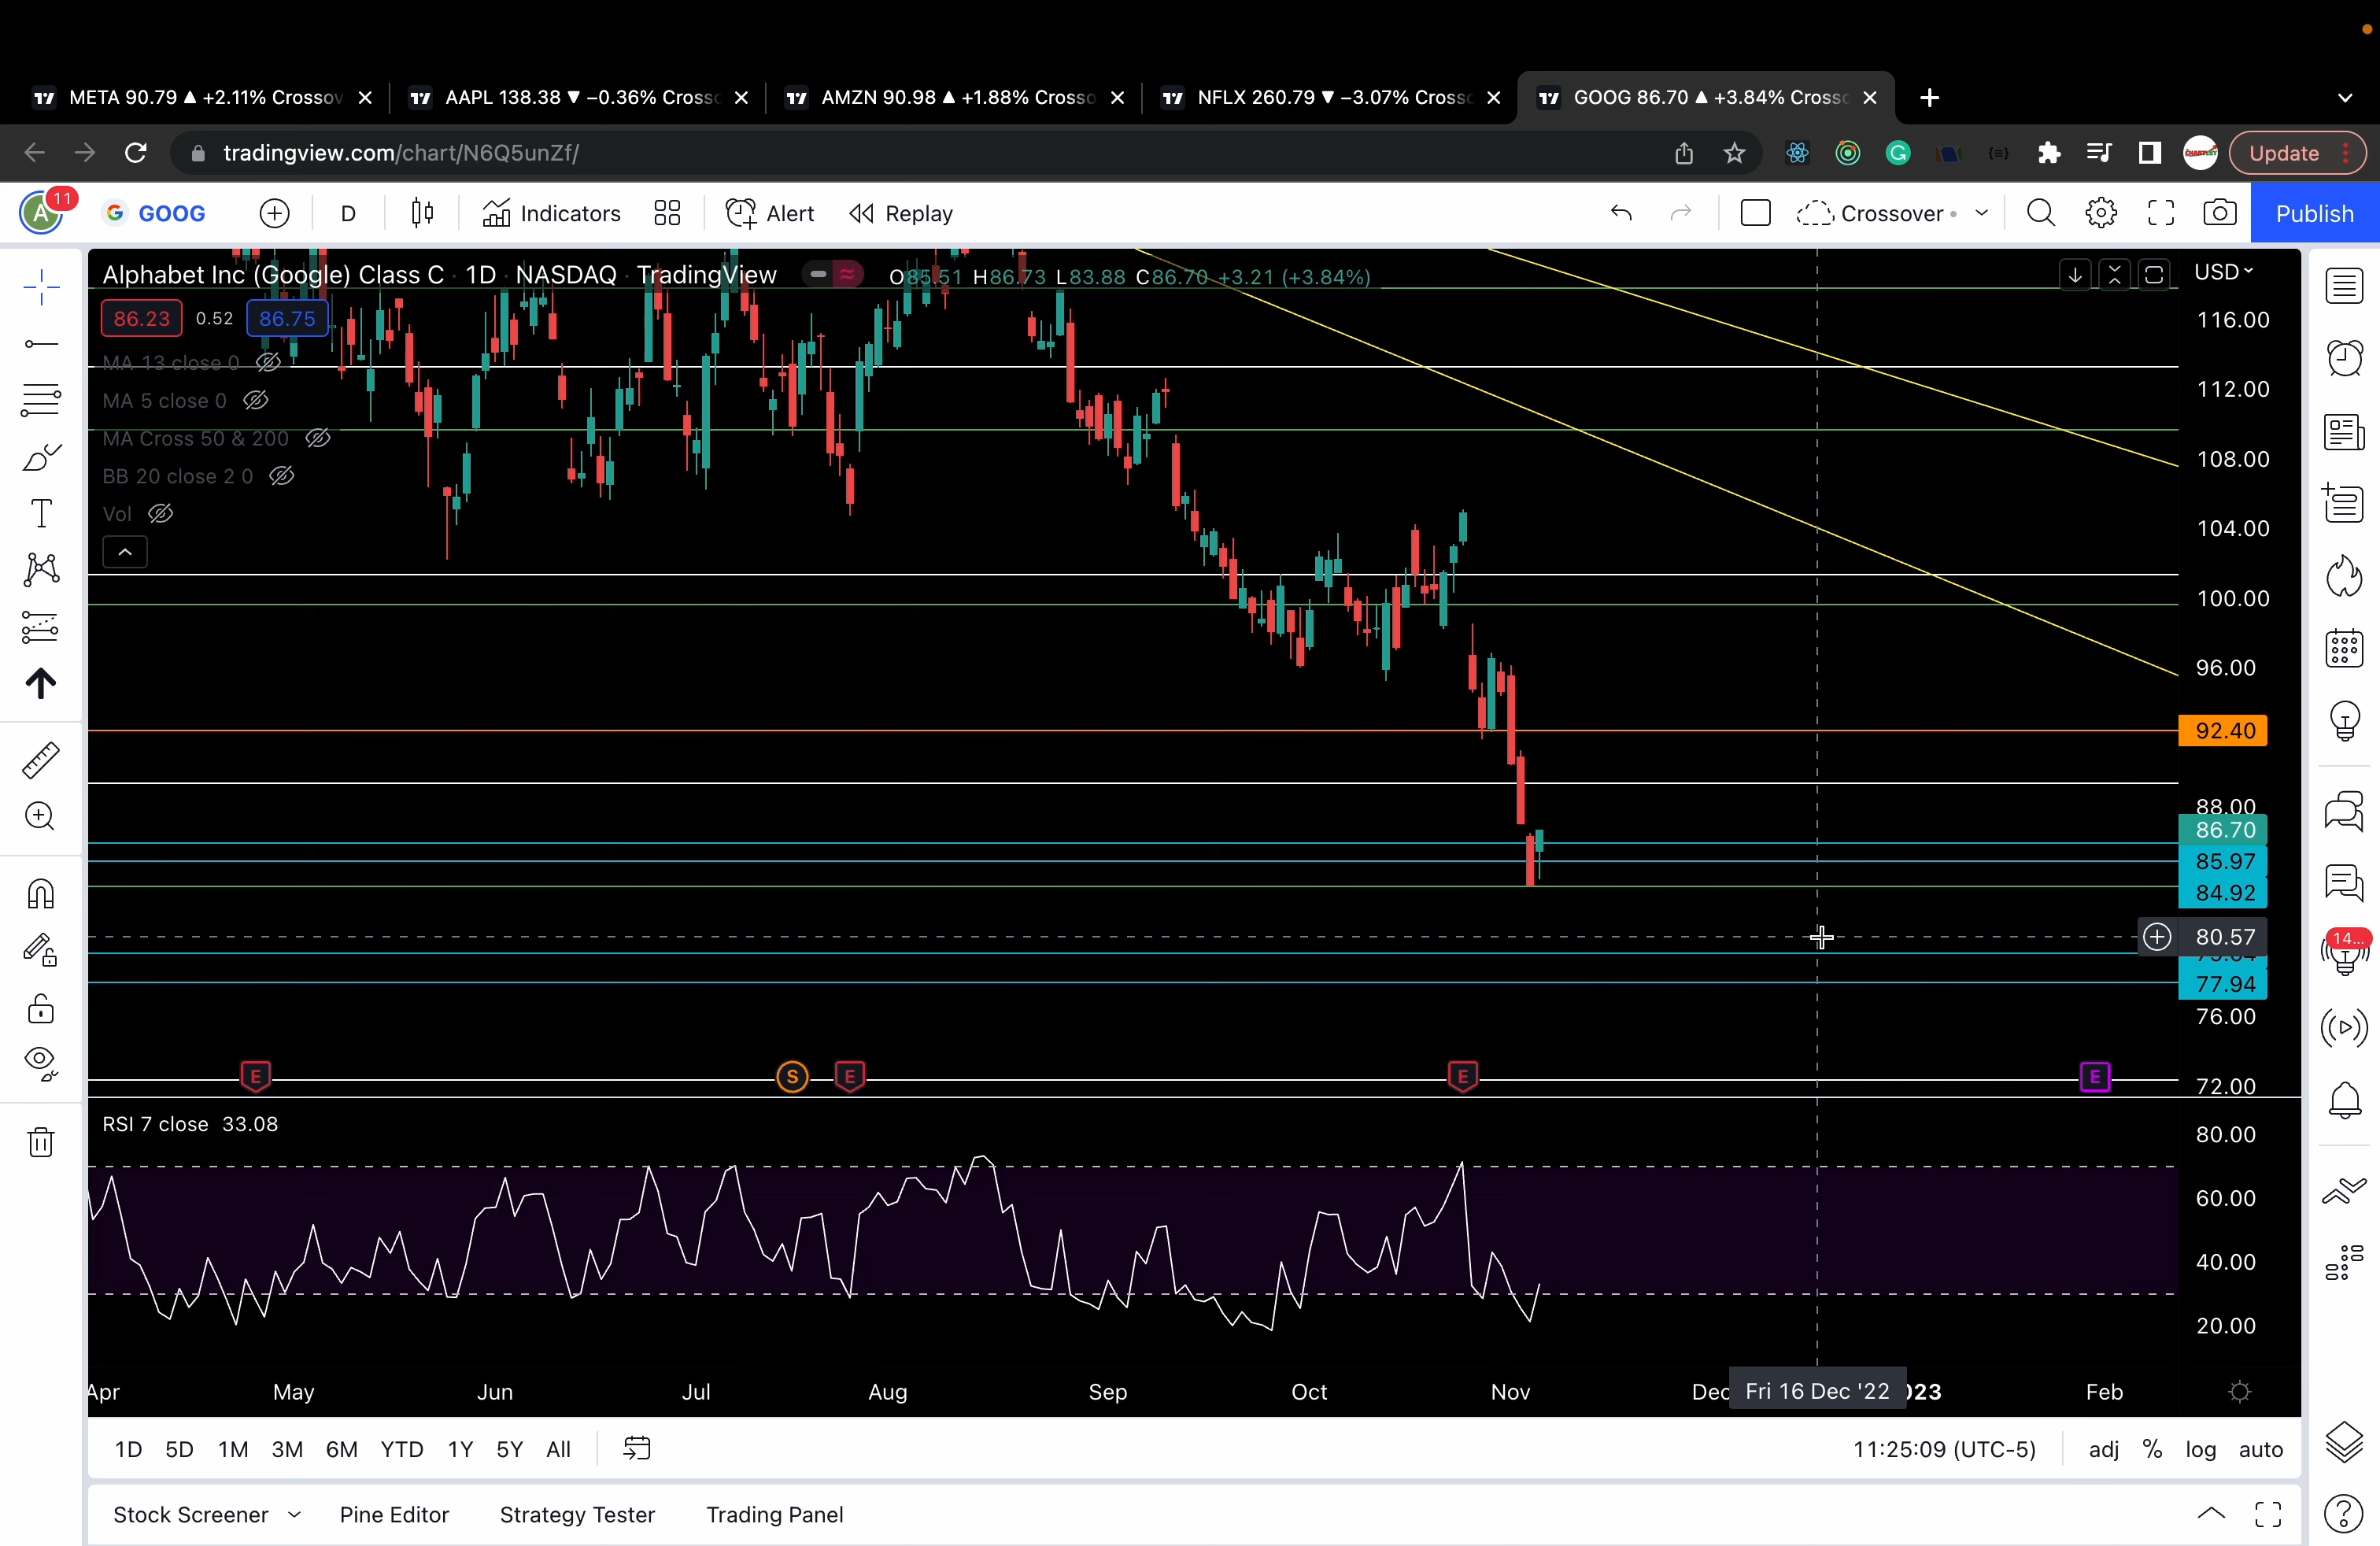 META 90.79 ▲ +2.11% Crossov
AAPL 138.38 ▼ −0.36% Cross
AMZN 90.98 ▲ +1.88% Crosso
NFLX 260.79 ▼ −3.07% Cross
GOOG 86.70 ▲ +3.84% Cross
tradingview.com/chart/N6Q5unZf/
Update
A 11 GOOG D Indicators Alert Replay Crossover Publish
Alphabet Inc (Google) Class C · 1D · NASDAQ · TradingView O85.51 H86.73 L83.88 C86.70 +3.21 (+3.84%)
USD
86.23 0.52 86.75
MA 13 close 0
MA 5 close 0
MA Cross 50 & 200
BB 20 close 2 0
Vol
116.00
112.00
108.00
104.00
100.00
96.00
92.40
88.00
86.70
85.97
84.92
80.57
77.94
76.00
72.00
E S E E E
14...
RSI 7 close 33.08
80.00
60.00
40.00
20.00
Apr May Jun Jul Aug Sep Oct Nov Dec Fri 16 Dec '22 023 Feb
1D 5D 1M 3M 6M YTD 1Y 5Y All
11:25:09 (UTC-5) adj % log auto
Stock Screener Pine Editor Strategy Tester Trading Panel